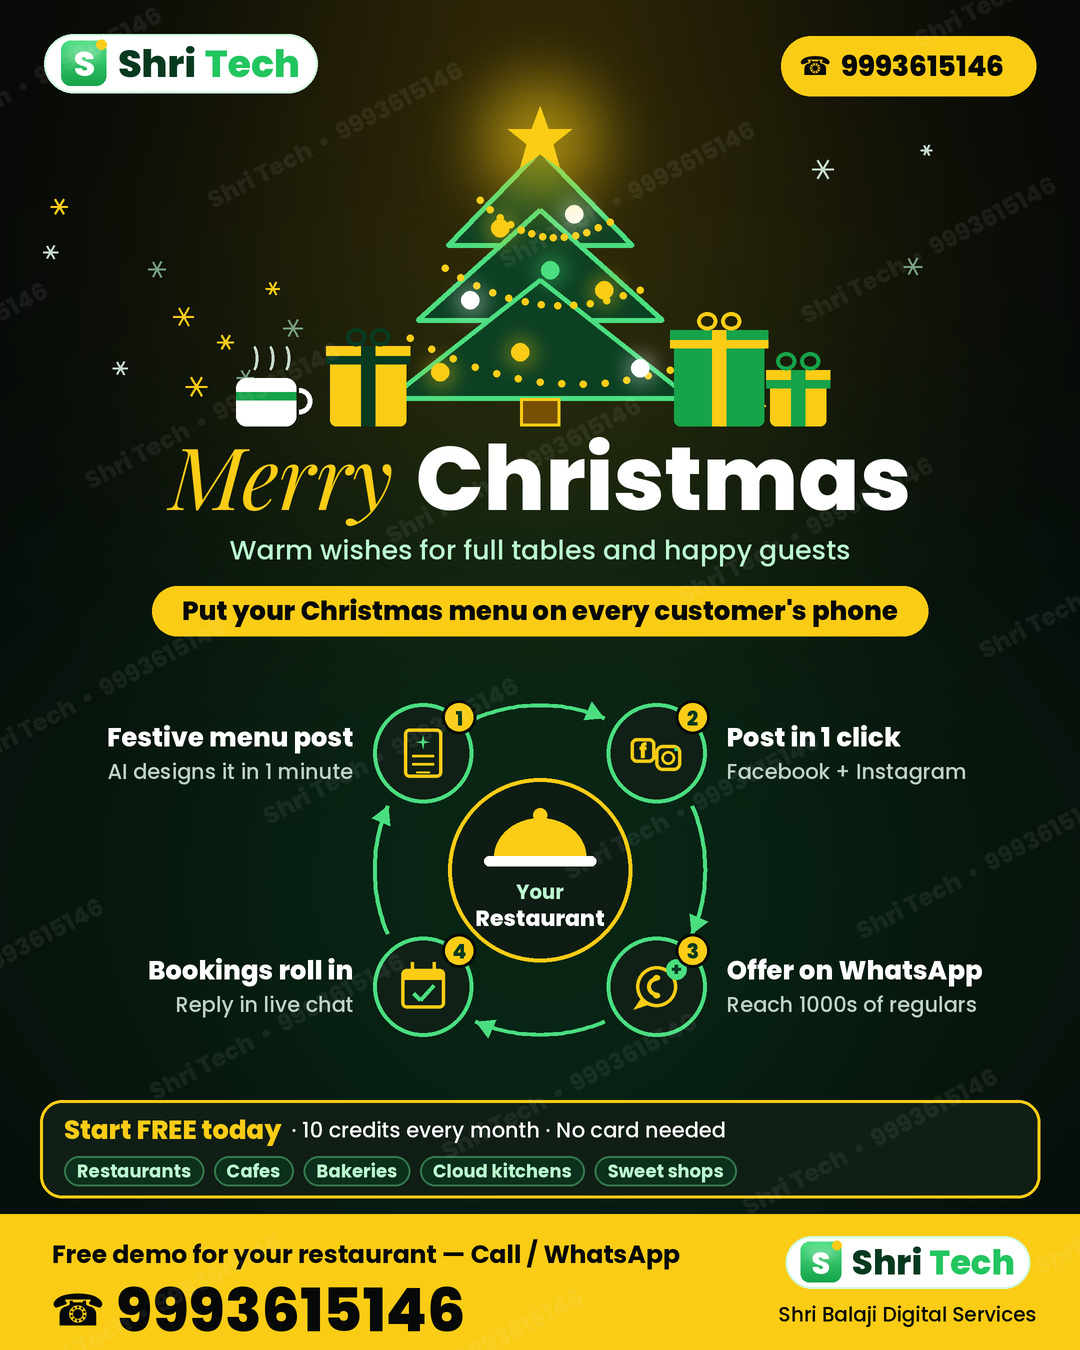 S Shri Tech
☎ 9993615146
Merry Christmas
Warm wishes for full tables and happy guests
Put your Christmas menu on every customer's phone
1
Festive menu post
AI designs it in 1 minute
2
Post in 1 click
Facebook + Instagram
Your
Restaurant
4
Bookings roll in
Reply in live chat
3
Offer on WhatsApp
Reach 1000s of regulars
Start FREE today · 10 credits every month · No card needed
Restaurants Cafes Bakeries Cloud kitchens Sweet shops
Free demo for your restaurant — Call / WhatsApp
☎ 9993615146
S Shri Tech
Shri Balaji Digital Services
Shri Tech • 9993615146